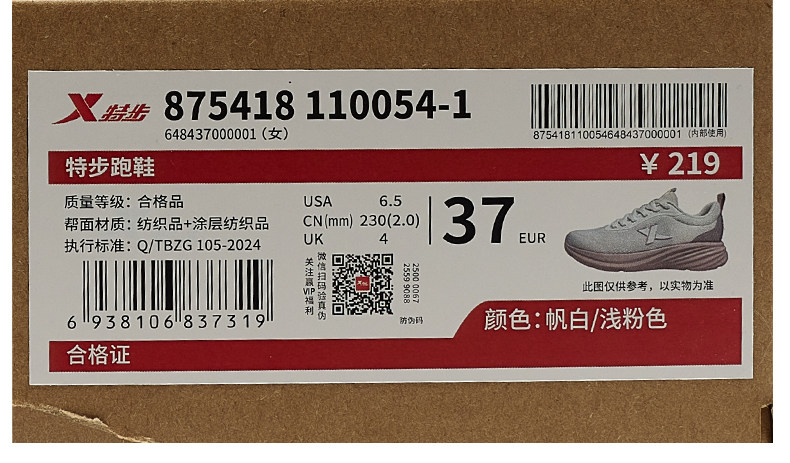 特步 875418 110054-1
648437000001（女）
875418110054648437000001 (内部使用)
特步跑鞋 ¥ 219
质量等级：合格品
帮面材质：纺织品+涂层纺织品
执行标准：Q/TBZG 105-2024
USA 6.5
CN(mm) 230(2.0)
UK 4
37 EUR
此图仅供参考，以实物为准
6 938106 837319
微信扫码验真伪
关注赢VIP福利
2500 0067
2559 9088
防伪码
颜色：帆白/浅粉色
合格证